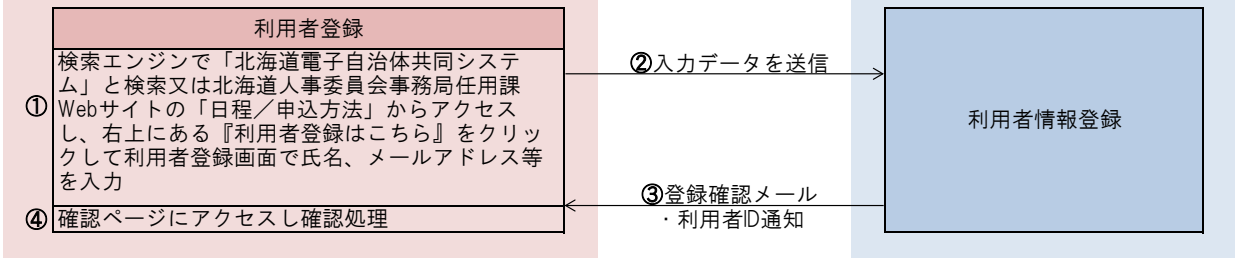 利用者登録
①
検索エンジンで「北海道電子自治体共同システ
ム」と検索又は北海道人事委員会事務局任用課
Webサイトの「日程／申込方法」からアクセス
し、右上にある『利用者登録はこちら』をクリッ
クして利用者登録画面で氏名、メールアドレス等
を入力
②入力データを送信
利用者情報登録
③登録確認メール
・利用者ID通知
④
確認ページにアクセスし確認処理